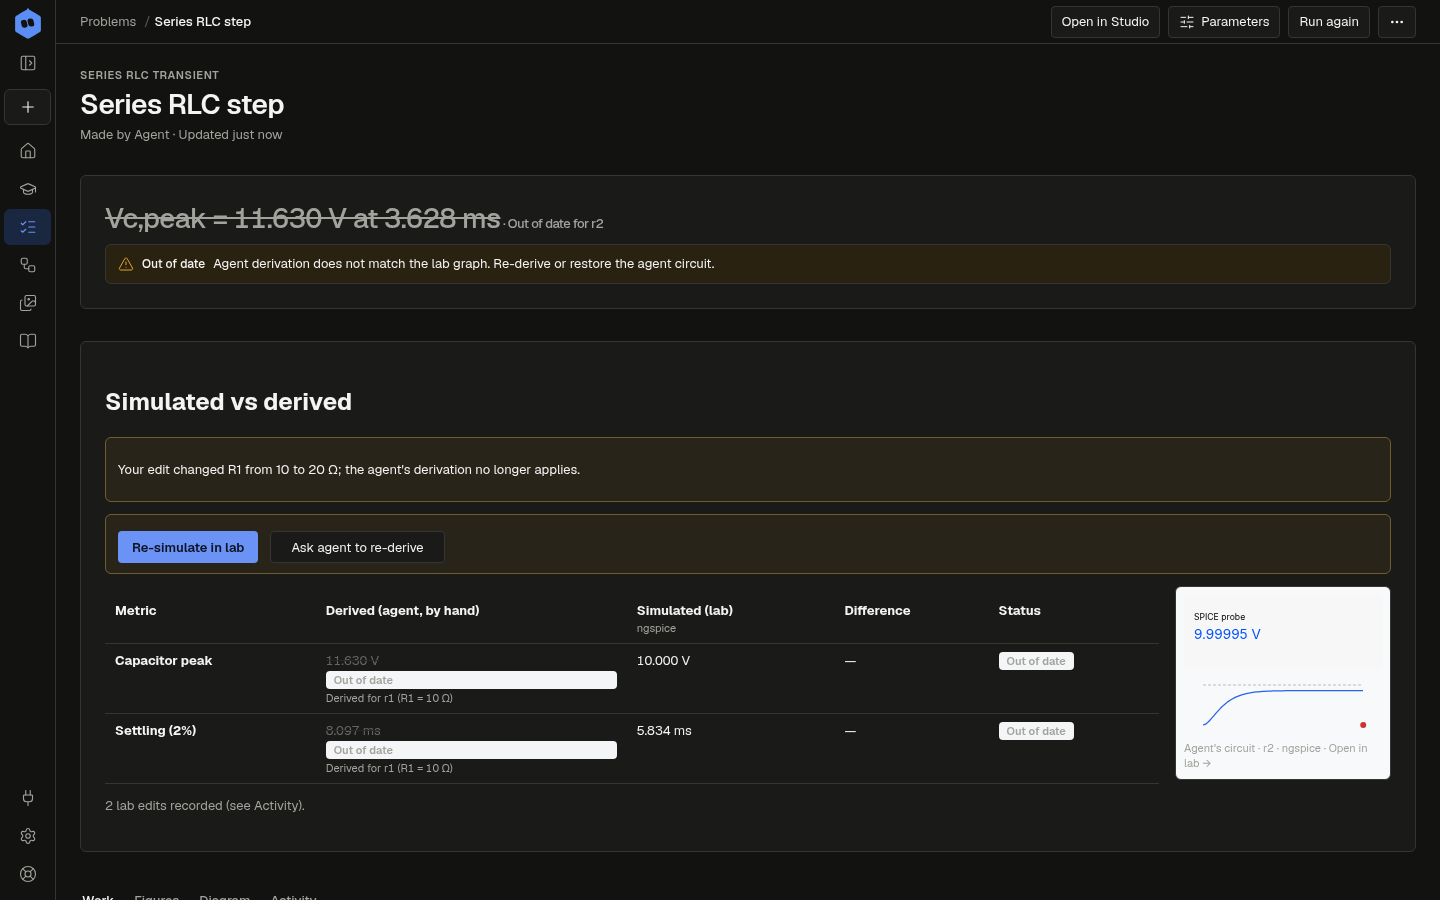 Problems / Series RLC step
Open in Studio
Parameters
Run again
SERIES RLC TRANSIENT
Series RLC step
Made by Agent · Updated just now
Vc,peak = 11.630 V at 3.628 ms · Out of date for r2
Out of date Agent derivation does not match the lab graph. Re-derive or restore the agent circuit.
Simulated vs derived
Your edit changed R1 from 10 to 20 Ω; the agent's derivation no longer applies.
Re-simulate in lab
Ask agent to re-derive
Metric Derived (agent, by hand) Simulated (lab) Difference Status
ngspice
Capacitor peak 11.630 V 10.000 V — Out of date
Out of date
Derived for r1 (R1 = 10 Ω)
Settling (2%) 8.097 ms 5.834 ms — Out of date
Out of date
Derived for r1 (R1 = 10 Ω)
SPICE probe
9.99995 V
Agent's circuit · r2 · ngspice · Open in
lab →
2 lab edits recorded (see Activity).
Work Figures Diagram Activity